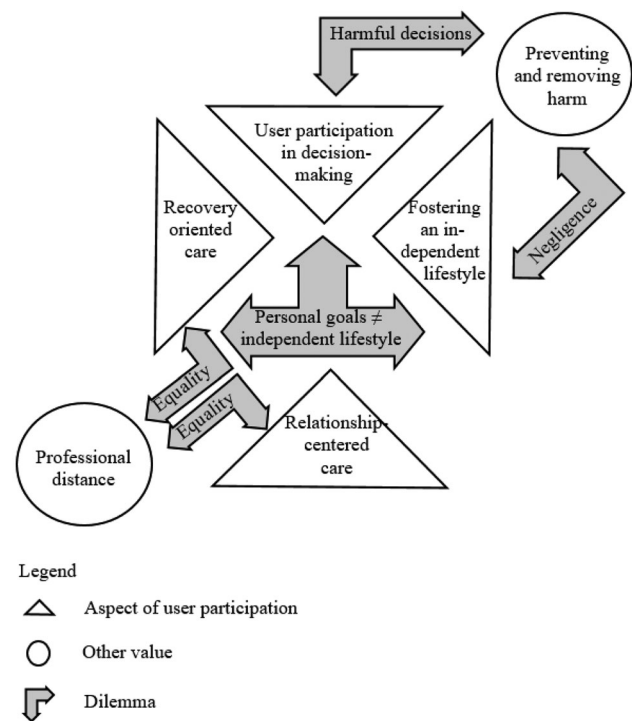 Harmful decisions
Preventing
and removing
harm
User participation
in decision-
making
Recovery
oriented
care
Fostering
an in-
dependent
lifestyle
Negligence
Personal goals ≠
independent lifestyle
Equality
Equality
Relationship-
centered
care
Professional
distance
Legend
Aspect of user participation
Other value
Dilemma